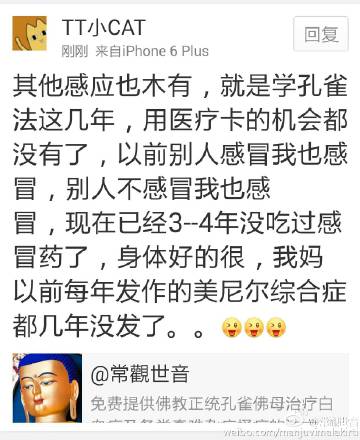 TT小CAT
回复
刚刚 来自iPhone 6 Plus
其他感应也木有，就是学孔雀
法这几年，用医疗卡的机会都
没有了，以前别人感冒我也感
冒，别人不感冒我也感
冒，现在已经3--4年没吃过感
冒药了，身体好的很，我妈
以前每年发作的美尼尔综合症
都几年没发了。。
@常觀世音
免费提供佛教正统孔雀佛母治疗白
weibo.com/manjuvimalakira